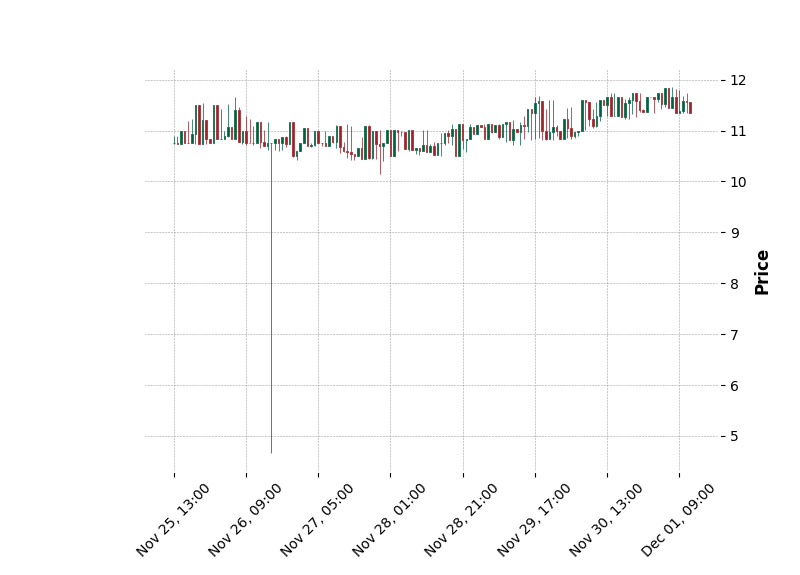 12
11
10
9
8
7
6
5
Price
Nov 25, 13:00
Nov 26, 09:00
Nov 27, 05:00
Nov 28, 01:00
Nov 28, 21:00
Nov 29, 17:00
Nov 30, 13:00
Dec 01, 09:00